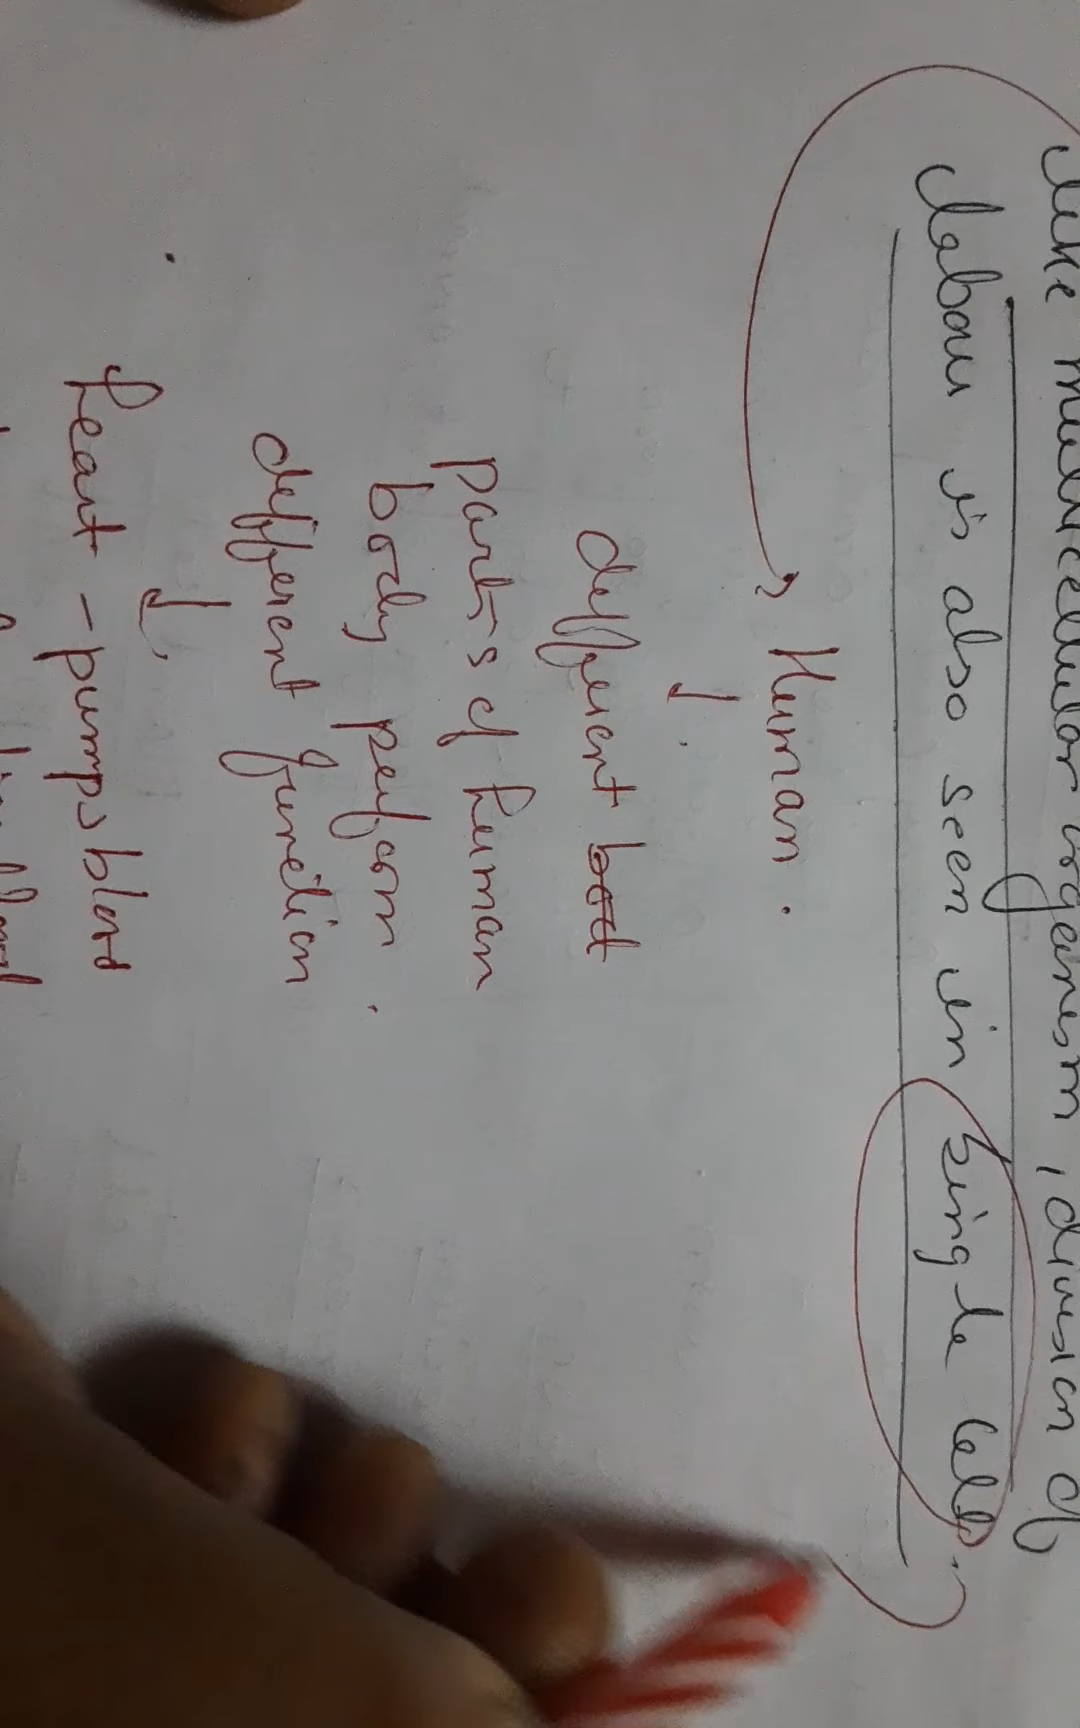 like multicellular organism, division of
labour is also seen in single cell.
Human.
different bod
parts of human
body perform
different function
heart - pumps blood